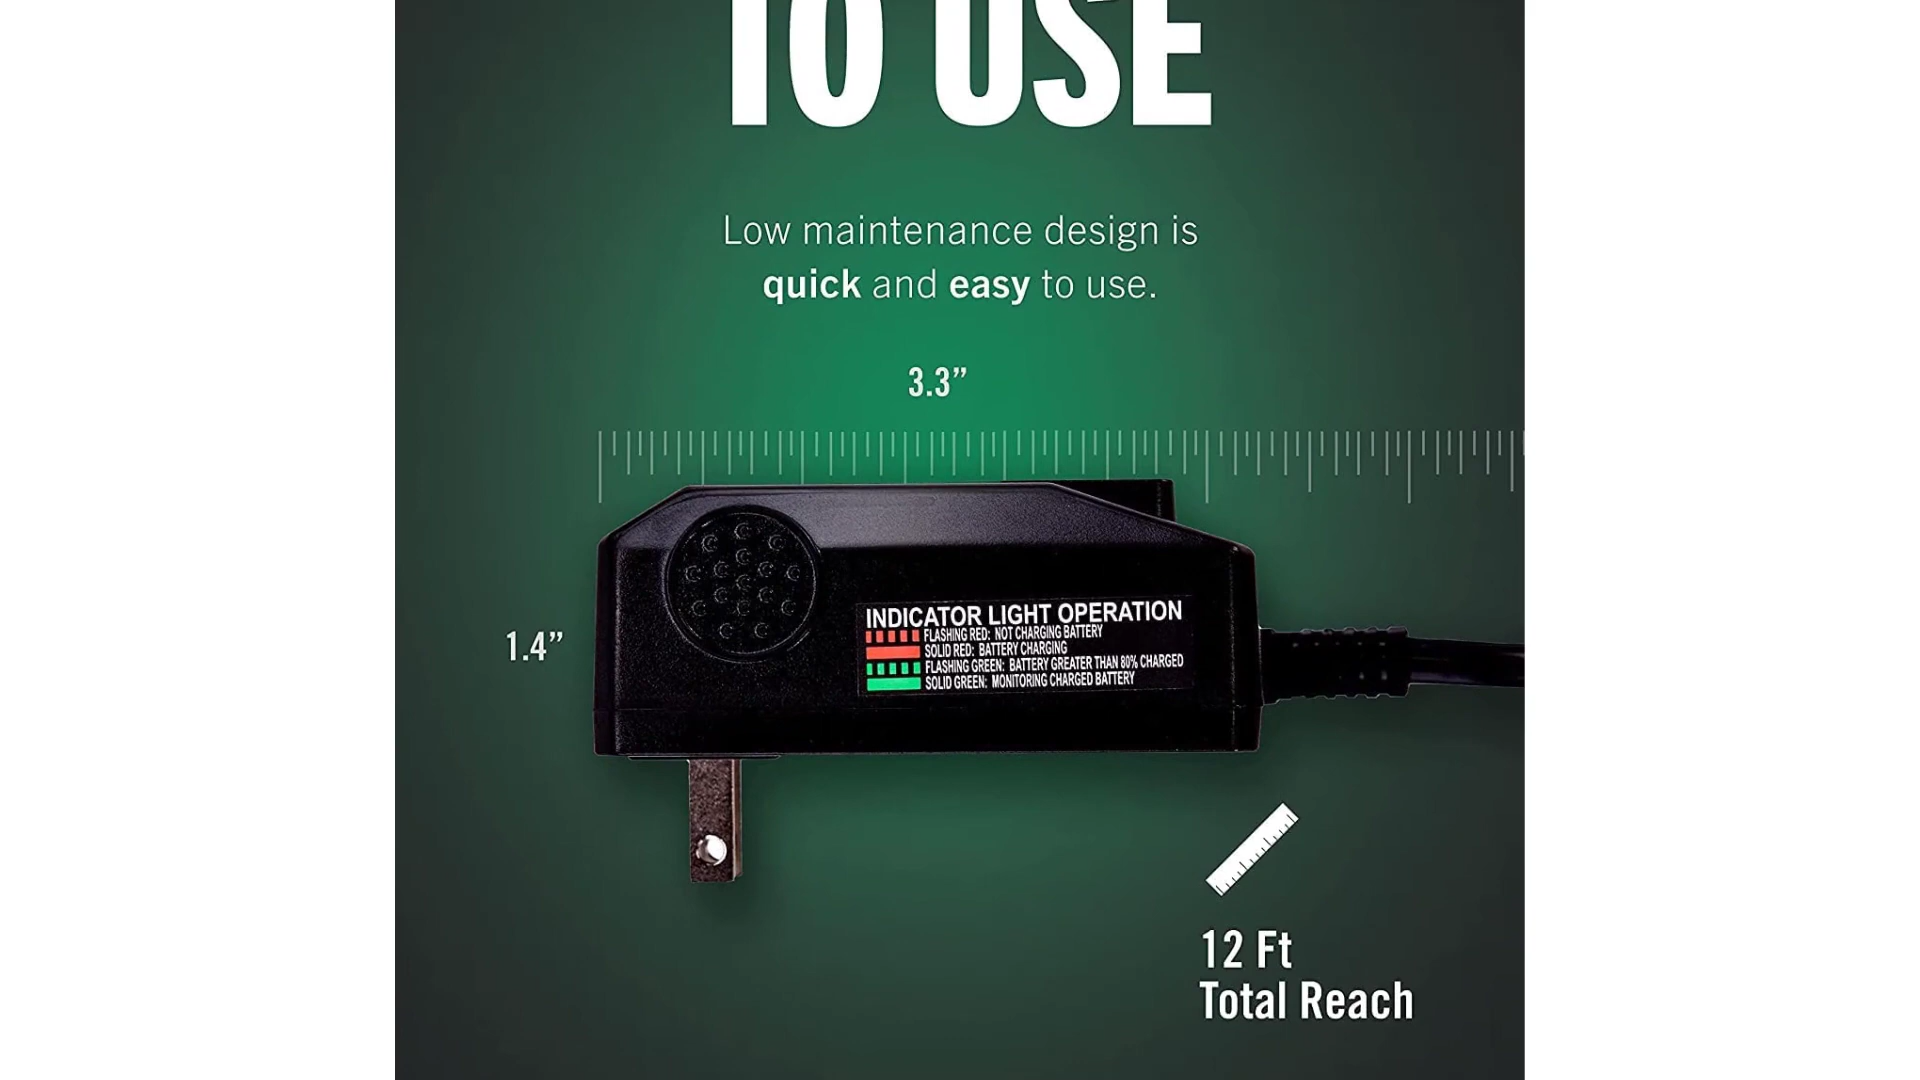 TO USE
Low maintenance design is
quick and easy to use.
3.3”
1.4”
INDICATOR LIGHT OPERATION
FLASHING RED: NOT CHARGING BATTERY
SOLID RED: BATTERY CHARGING
FLASHING GREEN: BATTERY GREATER THAN 80% CHARGED
SOLID GREEN: MONITORING CHARGED BATTERY
12 Ft
Total Reach